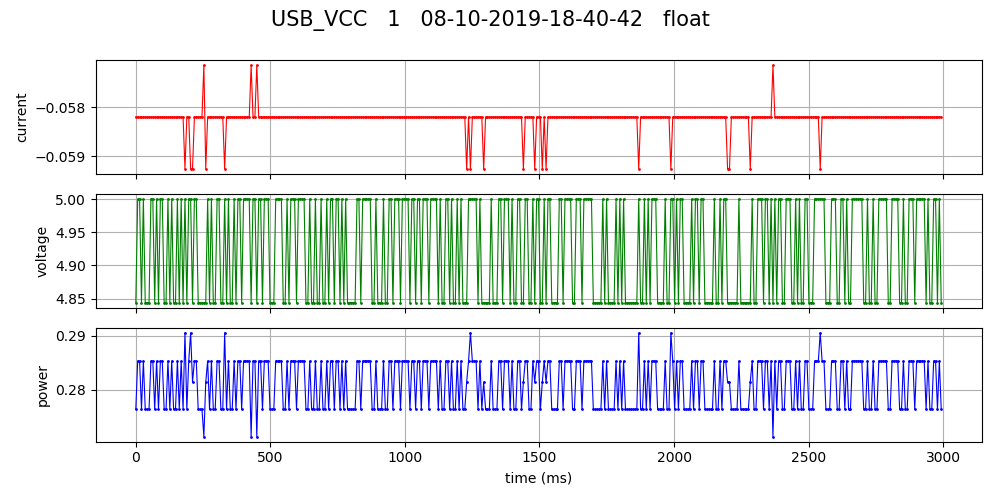 USB_VCC 1 08-10-2019-18-40-42 float
current
−0.058
−0.059
voltage
5.00
4.95
4.90
4.85
power
0.29
0.28
0 500 1000 1500 2000 2500 3000
time (ms)